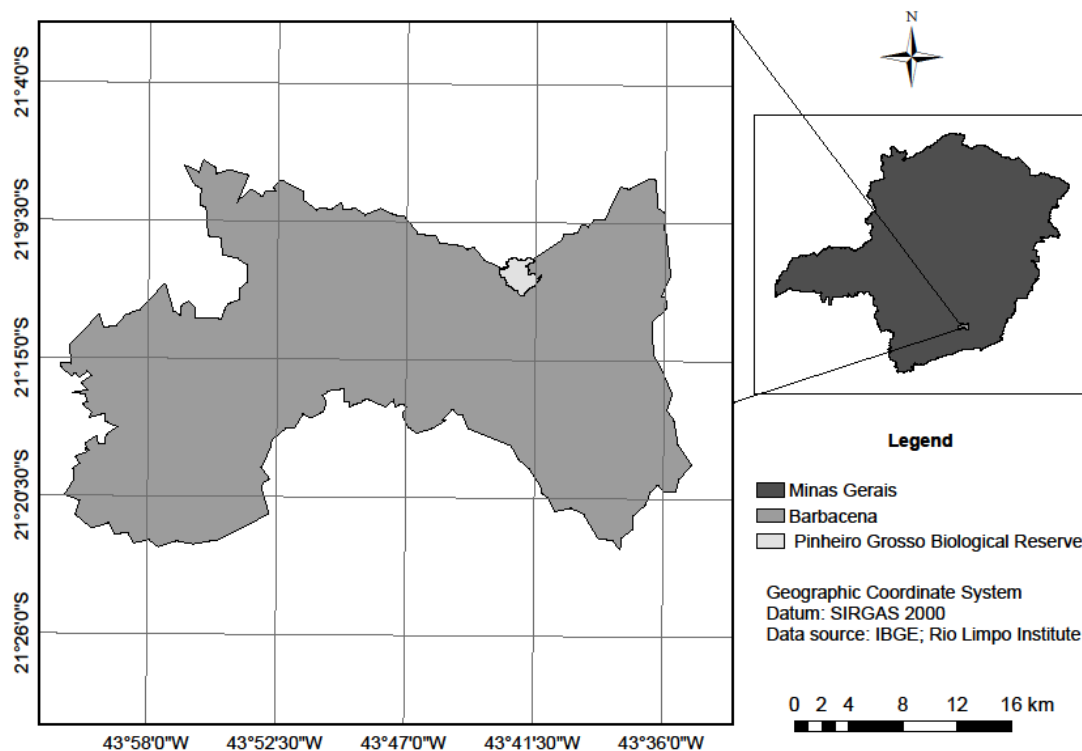 N
21°4'0"S
21°9'30"S
21°15'0"S
21°20'30"S
21°26'0"S
43°58'0"W 43°52'30"W 43°47'0"W 43°41'30"W 43°36'0"W
Legend
Minas Gerais
Barbacena
Pinheiro Grosso Biological Reserve
Geographic Coordinate System
Datum: SIRGAS 2000
Data source: IBGE; Rio Limpo Institute
0 2 4 8 12 16 km